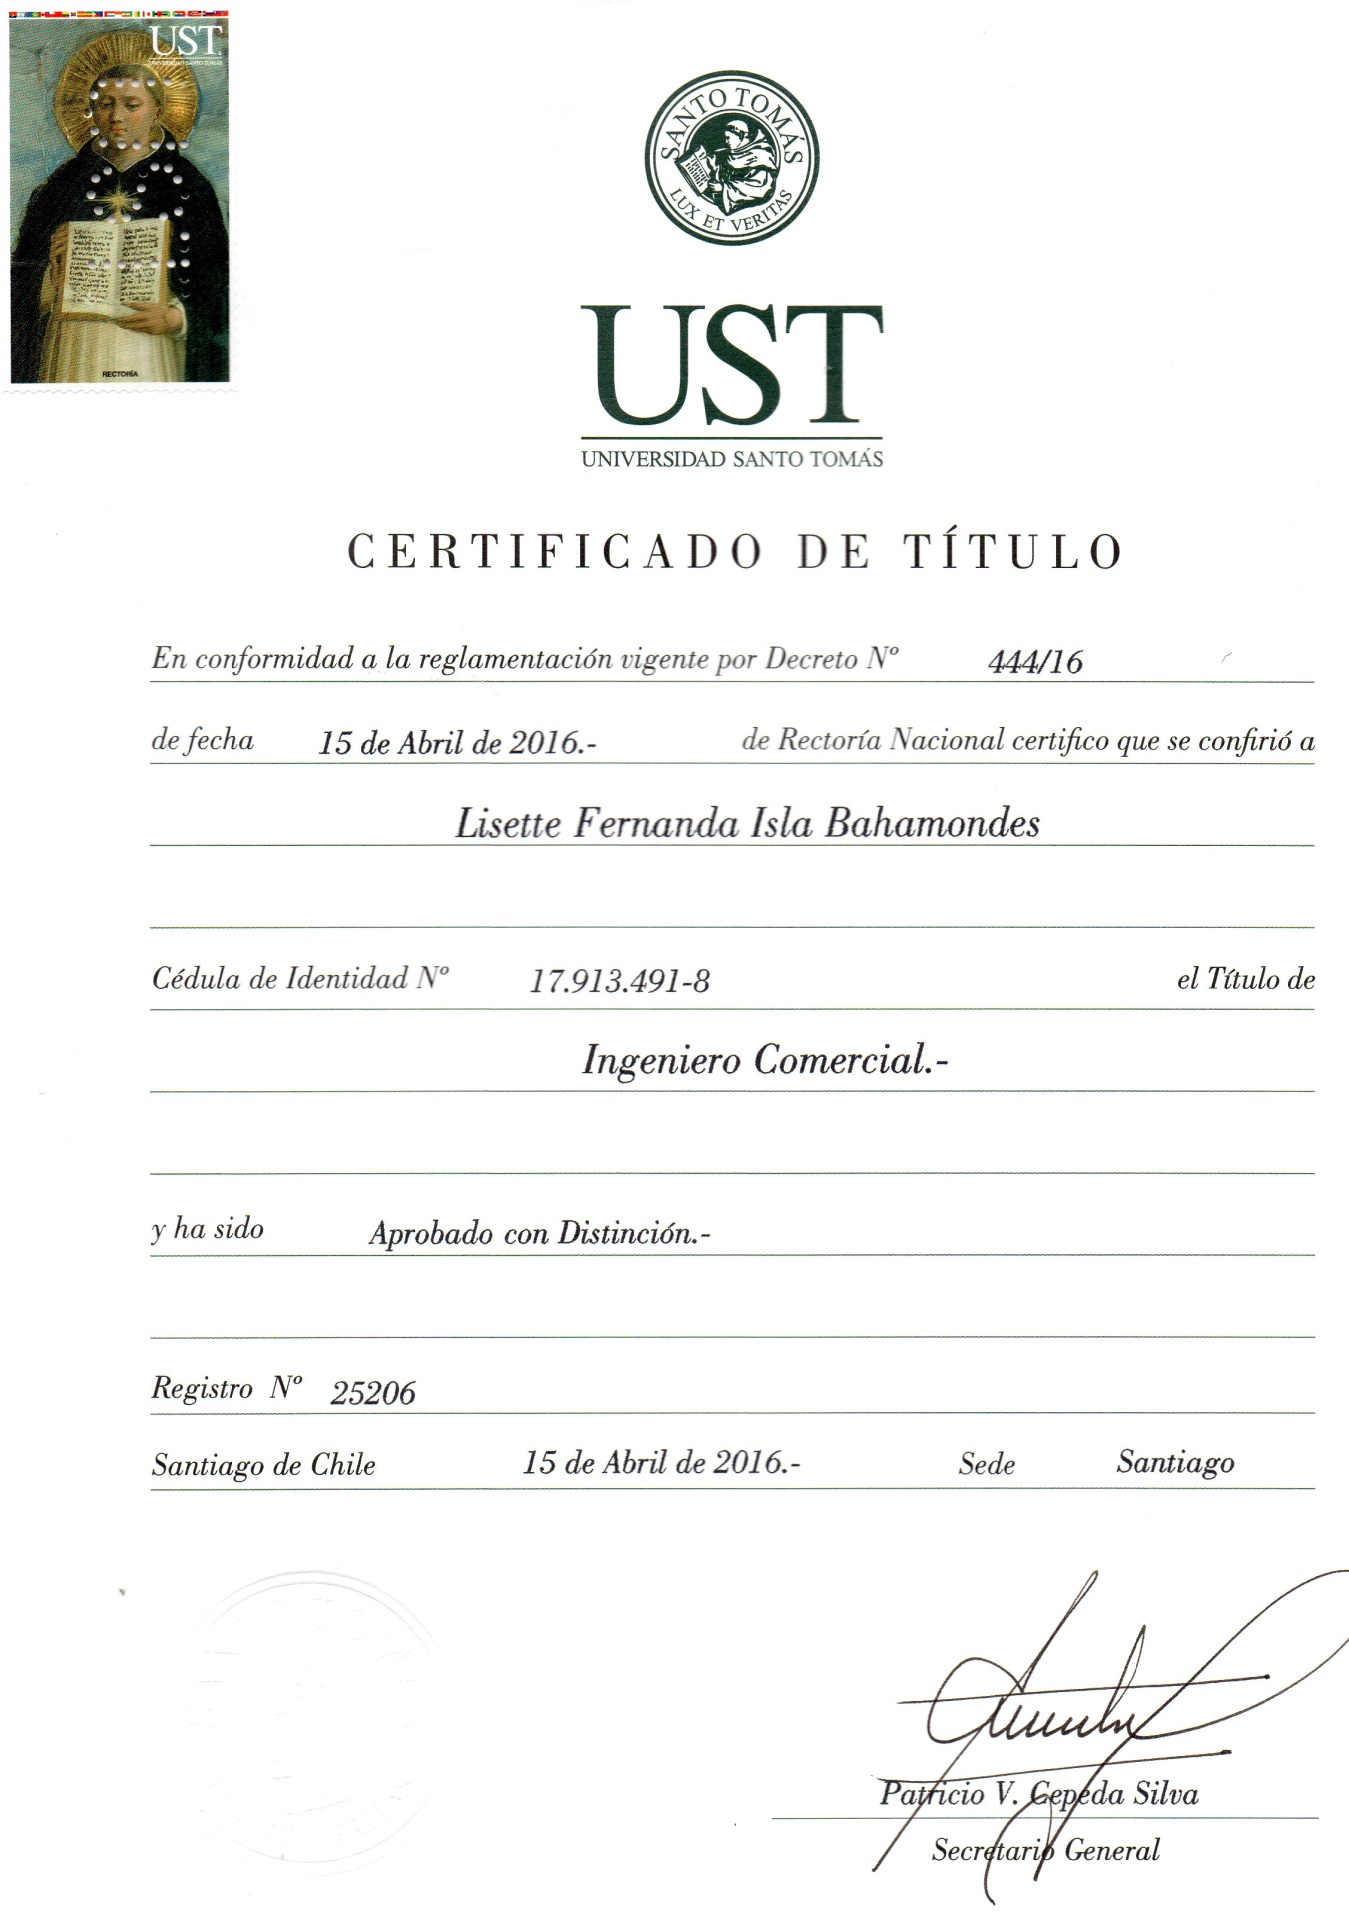 UST
UNIVERSIDAD SANTO TOMÁS
RECTORÍA
SANTO TOMÁS
LUX ET VERITAS
UST
UNIVERSIDAD SANTO TOMÁS
CERTIFICADO DE TÍTULO
En conformidad a la reglamentación vigente por Decreto Nº 444/16
de fecha 15 de Abril de 2016.- de Rectoría Nacional certifico que se confirió a
Lisette Fernanda Isla Bahamondes
Cédula de Identidad Nº 17.913.491-8 el Título de
Ingeniero Comercial.-
y ha sido Aprobado con Distinción.-
Registro Nº 25206
Santiago de Chile 15 de Abril de 2016.- Sede Santiago
Patricio V. Cepeda Silva
Secretario General